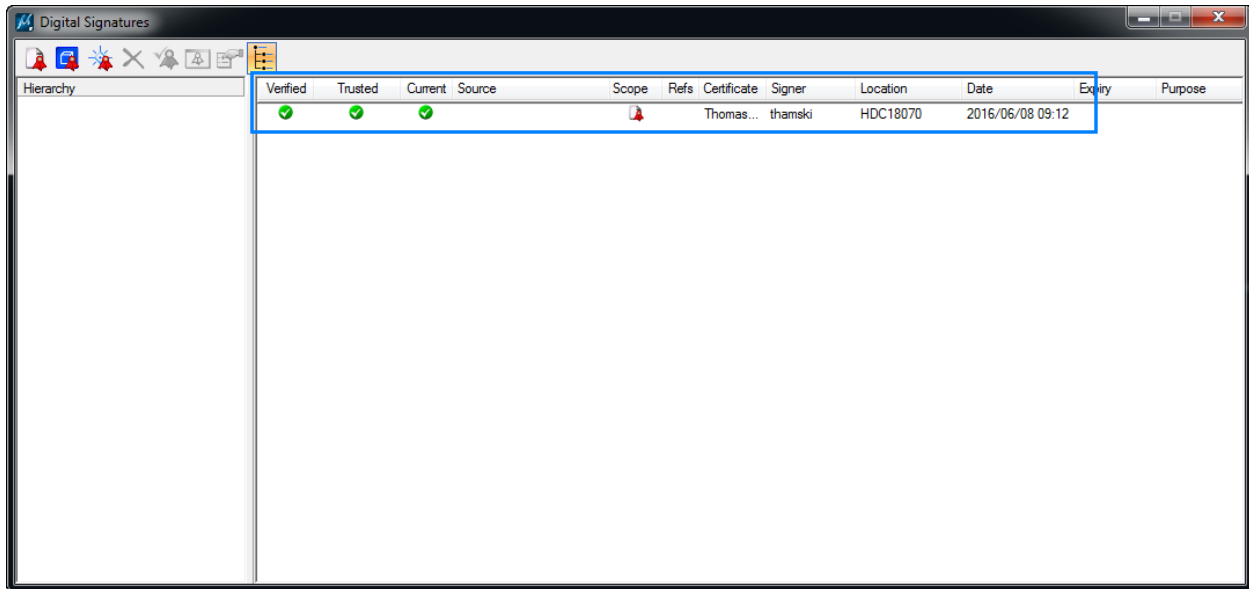 Digital Signatures
Hierarchy
Verified Trusted Current Source Scope Refs Certificate Signer Location Date Expiry Purpose
Thomas... thamski HDC18070 2016/06/08 09:12